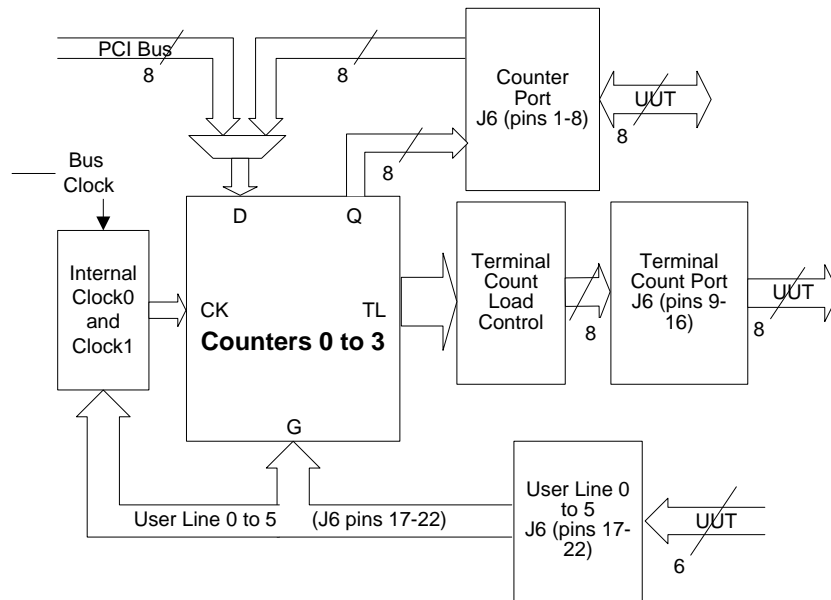 PCI Bus
8
8
Counter
Port
J6 (pins 1-8)
UUT
8
8
Bus
Clock
D
Q
Internal
Clock0
and
Clock1
CK
TL
Counters 0 to 3
G
Terminal
Count
Load
Control
8
Terminal
Count Port
J6 (pins 9-
16)
UUT
8
User Line 0 to 5
(J6 pins 17-22)
User Line 0
to 5
J6 (pins 17-
22)
UUT
6